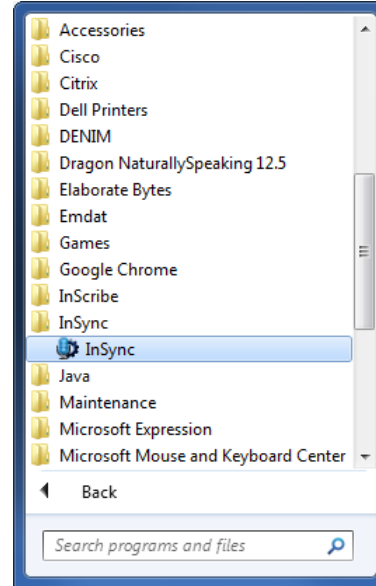 Accessories
Cisco
Citrix
Dell Printers
DENIM
Dragon NaturallySpeaking 12.5
Elaborate Bytes
Emdat
Games
Google Chrome
InScribe
InSync
InSync
Java
Maintenance
Microsoft Expression
Microsoft Mouse and Keyboard Center
Back
Search programs and files